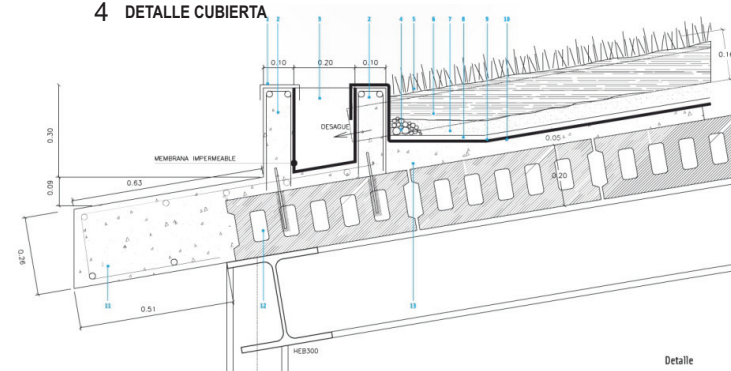 4 DETALLE CUBIERTA
1 2 3 2 4 5 6 7 8 9 10
0.10 0.20 0.10
0.16
0.30
DESAGUE
MEMBRANA IMPERMEABLE
0.05
0.09
0.63
0.20
0.26
11 12 13
0.51
HEB300
Detalle